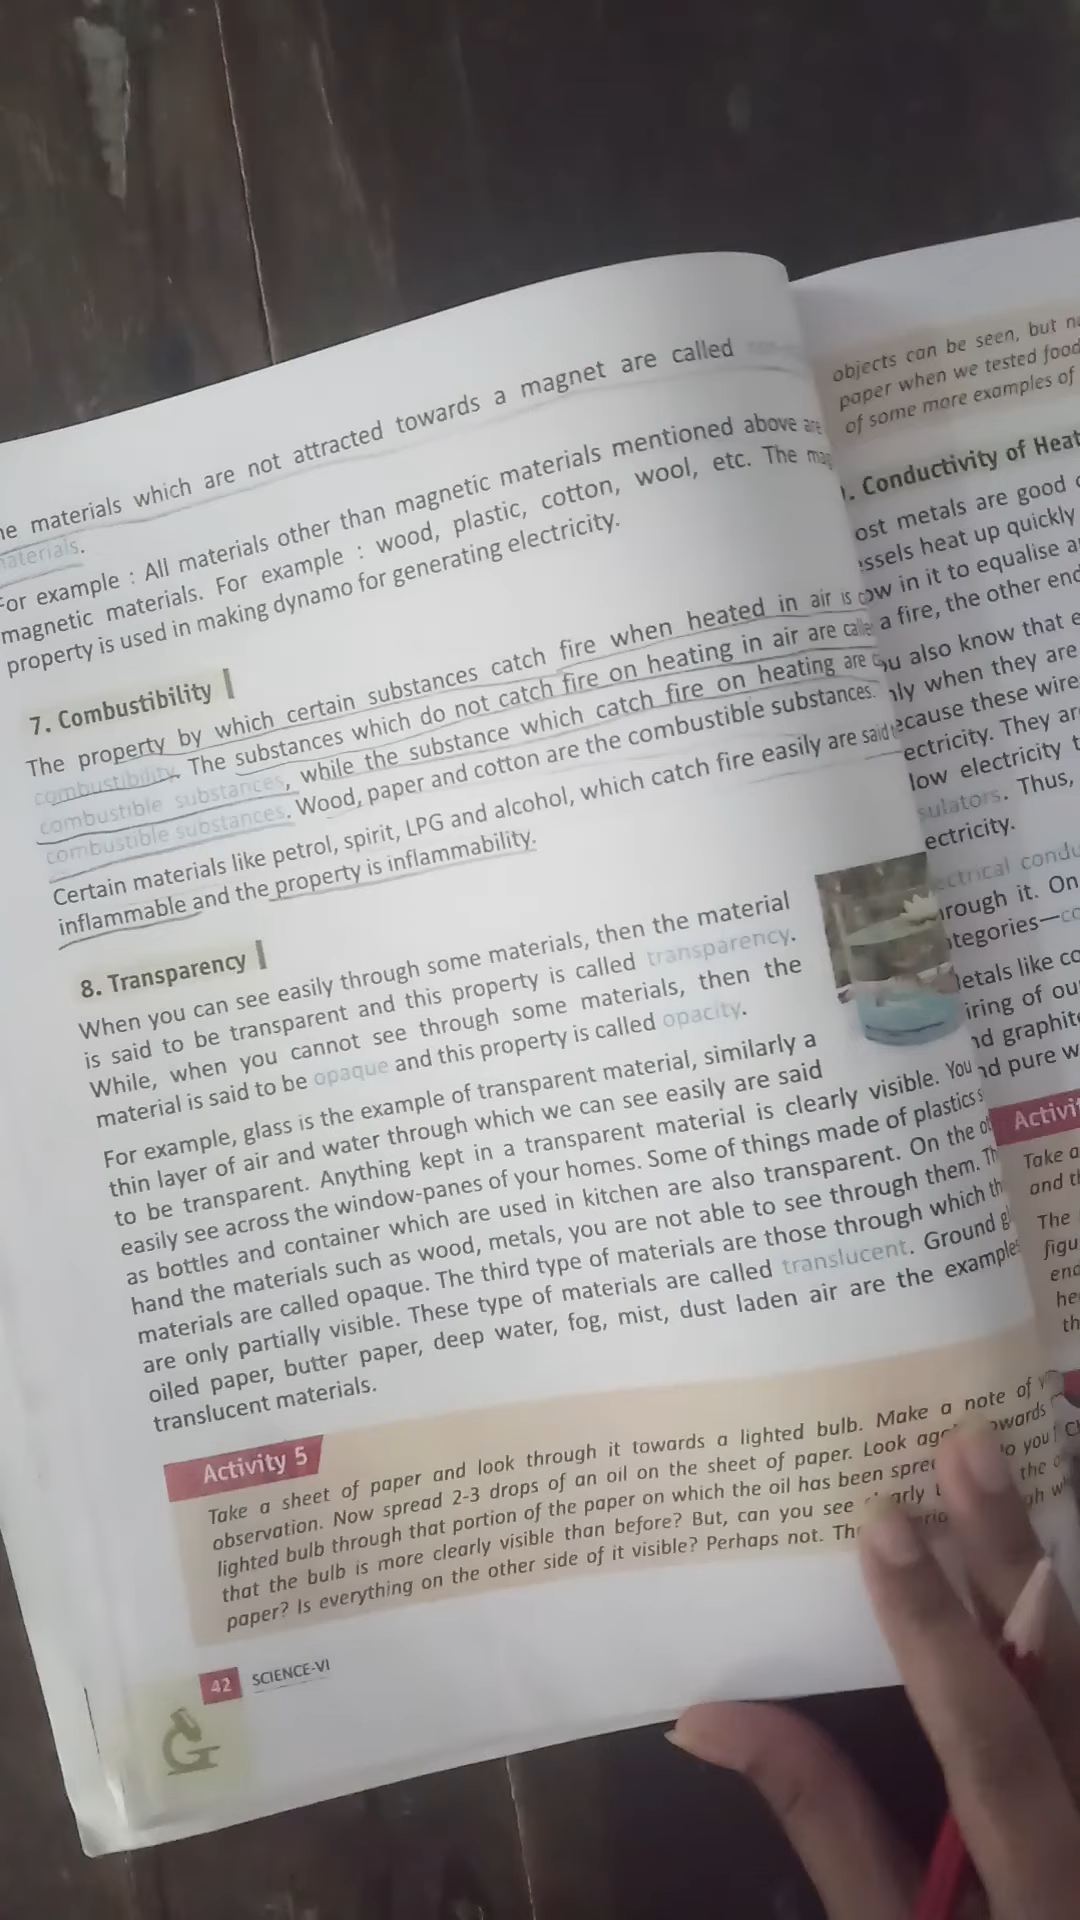 he materials which are not attracted towards a magnet are called
materials.
For example : All materials other than magnetic materials mentioned above are
magnetic materials. For example : wood, plastic, cotton, wool, etc. The mag
property is used in making dynamo for generating electricity.
7. Combustibility
The property by which certain substances catch fire when heated in air is c
combustibility. The substances which do not catch fire on heating in air are calle
combustible substances, while the substance which catch fire on heating are c
combustible substances. Wood, paper and cotton are the combustible substances.
Certain materials like petrol, spirit, LPG and alcohol, which catch fire easily are said
inflammable and the property is inflammability.
8. Transparency
When you can see easily through some materials, then the material
is said to be transparent and this property is called transparency.
While, when you cannot see through some materials, then the
material is said to be opaque and this property is called opacity.
For example, glass is the example of transparent material, similarly a
thin layer of air and water through which we can see easily are said
to be transparent. Anything kept in a transparent material is clearly visible. You
easily see across the window-panes of your homes. Some of things made of plastics s
as bottles and container which are used in kitchen are also transparent. On the o
hand the materials such as wood, metals, you are not able to see through them. Th
materials are called opaque. The third type of materials are those through which th
are only partially visible. These type of materials are called translucent. Ground gl
oiled paper, butter paper, deep water, fog, mist, dust laden air are the examples
translucent materials.
Activity 5
Take a sheet of paper and look through it towards a lighted bulb. Make a note of y
observation. Now spread 2-3 drops of an oil on the sheet of paper. Look aga towards
lighted bulb through that portion of the paper on which the oil has been sprea
that the bulb is more clearly visible than before? But, can you see
paper? Is everything on the other side of it visible? Perhaps not. Th
42 SCIENCE-VI
objects can be seen, but n
paper when we tested food
of some more examples of
. Conductivity of Heat
ost metals are good
ssels heat up quickly
ow in it to equalise a
a fire, the other end
u also know that e
nly when they are
ecause these wire
ectricity. They ar
low electricity t
sulators. Thus,
ectricity.
ectrical condu
rough it. On
ategories—co
etals like co
iring of ou
nd graphite
nd pure w
Activi
Take a
and th
The
figu
end
he
th